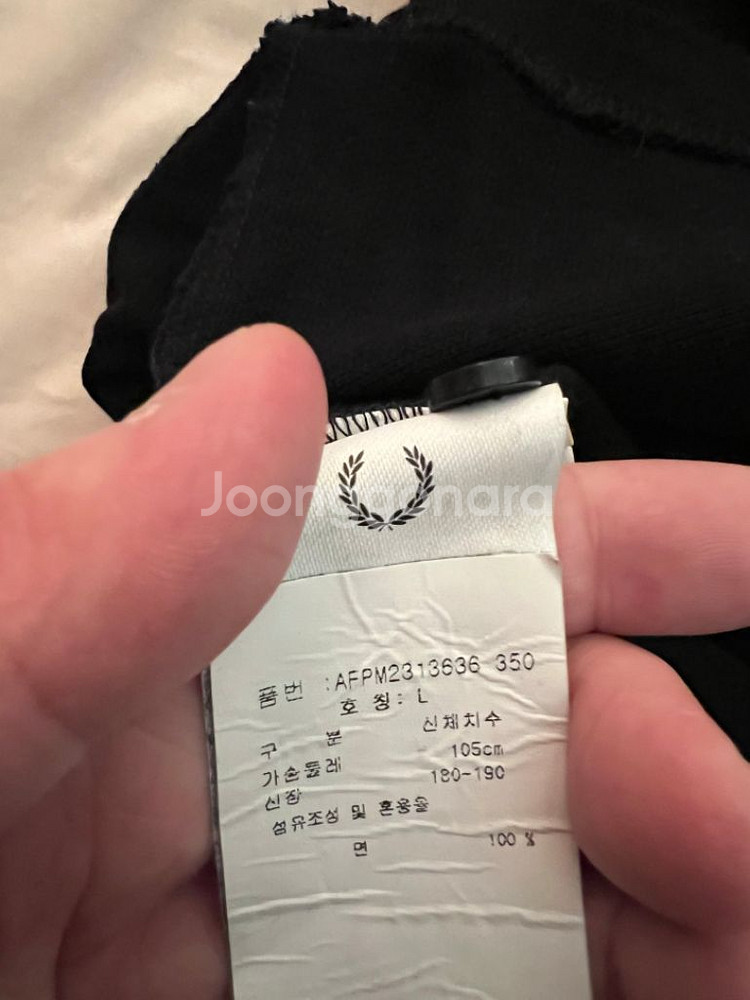 Joonggonara
품번 :AFPM2313636 350
호칭: L
구 분 신체치수
가슴둘레 105cm
신장 180-190
섬유조성 및 혼용율
면 100 %